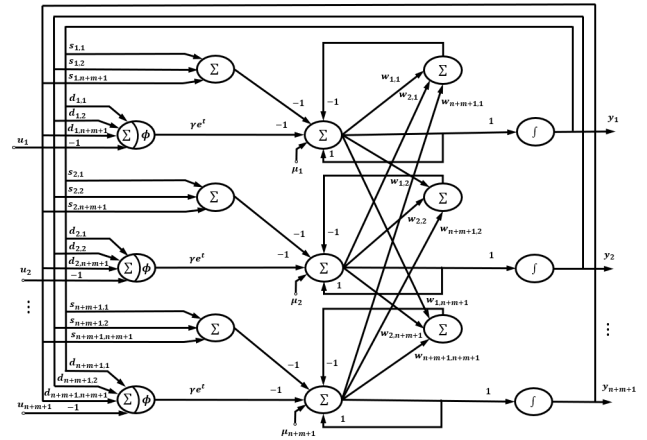 s₁.₁
s₁.₂
s₁.n+m+1
Σ
Σ
w₁.₁
w₂.₁
wn+m+1.₁
−1
−1
d₁.₁
d₁.₂
d₁.n+m+1
−1
u₁
Σ
ϕ
γeᵗ
−1
Σ
1
μ₁
1
∫
y₁
s₂.₁
s₂.₂
s₂.n+m+1
Σ
Σ
w₁.₂
w₂.₂
wn+m+1.₂
−1
−1
d₂.₁
d₂.₂
d₂.n+m+1
−1
u₂
Σ
ϕ
γeᵗ
−1
Σ
1
μ₂
1
∫
y₂
⋮
⋮
sn+m+1.₁
sn+m+1.₂
sn+m+1.n+m+1
Σ
Σ
w₁.n+m+1
w₂.n+m+1
wn+m+1.n+m+1
−1
−1
dn+m+1.₁
dn+m+1.₂
dn+m+1.n+m+1
−1
un+m+1
Σ
ϕ
γeᵗ
−1
Σ
1
μn+m+1
1
∫
yn+m+1